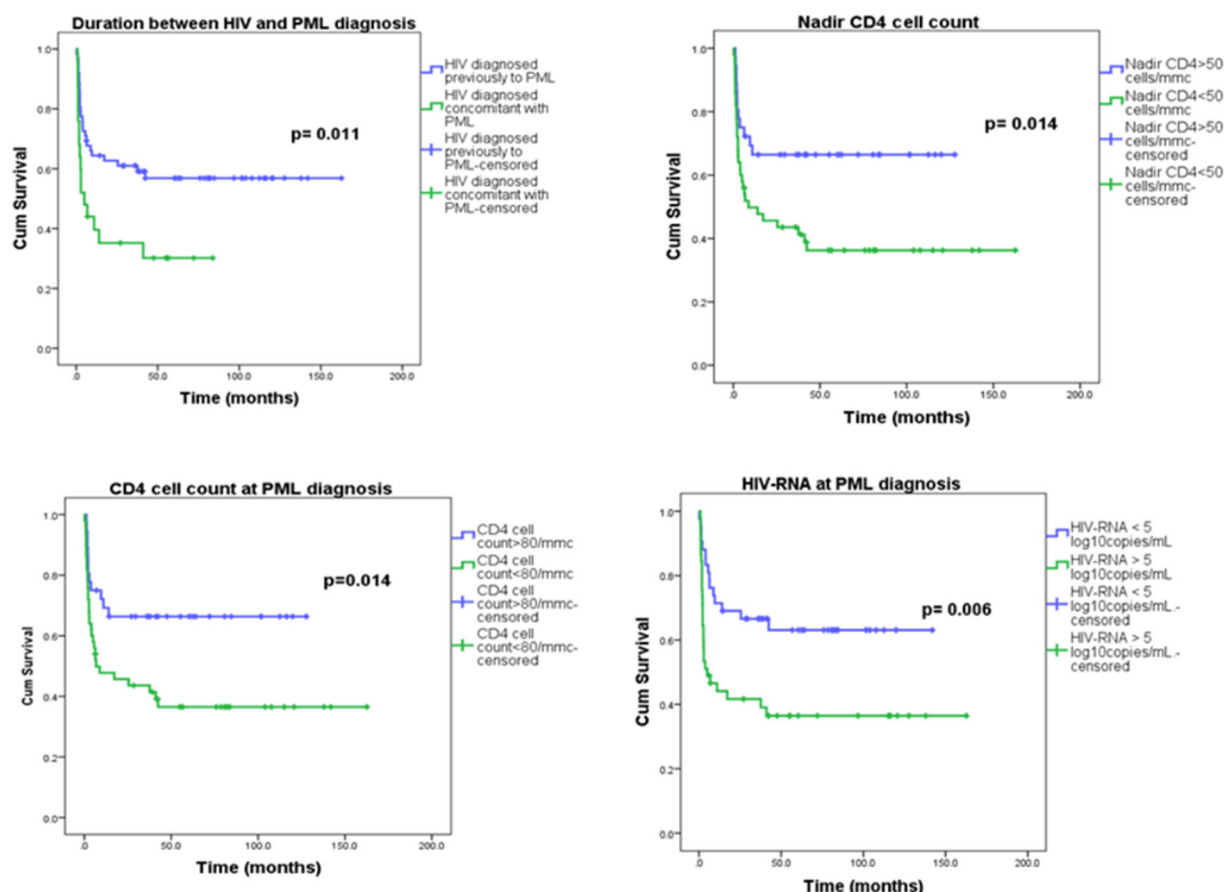 Duration between HIV and PML diagnosis
Cum Survival
1.0
0.8
0.6
0.4
0.2
0.0
.0
50.0
100.0
150.0
200.0
Time (months)
p= 0.011
HIV diagnosed
previously to PML
HIV diagnosed
concomitant with
PML
HIV diagnosed
previously to
PML-censored
HIV diagnosed
concomitant with
PML-censored
Nadir CD4 cell count
Cum Survival
1.0
0.8
0.6
0.4
0.2
0.0
.0
50.0
100.0
150.0
200.0
Time (months)
p= 0.014
Nadir CD4>50
cells/mmc
Nadir CD4<50
cells/mmc
Nadir CD4>50
cells/mmc-
censored
Nadir CD4<50
cells/mmc-
censored
CD4 cell count at PML diagnosis
Cum Survival
1.0
0.8
0.6
0.4
0.2
0.0
.0
50.0
100.0
150.0
200.0
Time (months)
p=0.014
CD4 cell
count>80/mmc
CD4 cell
count<80/mmc
CD4 cell
count>80/mmc-
censored
CD4 cell
count<80/mmc-
censored
HIV-RNA at PML diagnosis
Cum Survival
1.0
0.8
0.6
0.4
0.2
0.0
.0
50.0
100.0
150.0
200.0
Time (months)
p= 0.006
HIV-RNA < 5
log10copies/mL
HIV-RNA > 5
log10copies/mL
HIV-RNA < 5
log10copies/mL.-
censored
HIV-RNA > 5
log10copies/mL.-
censored